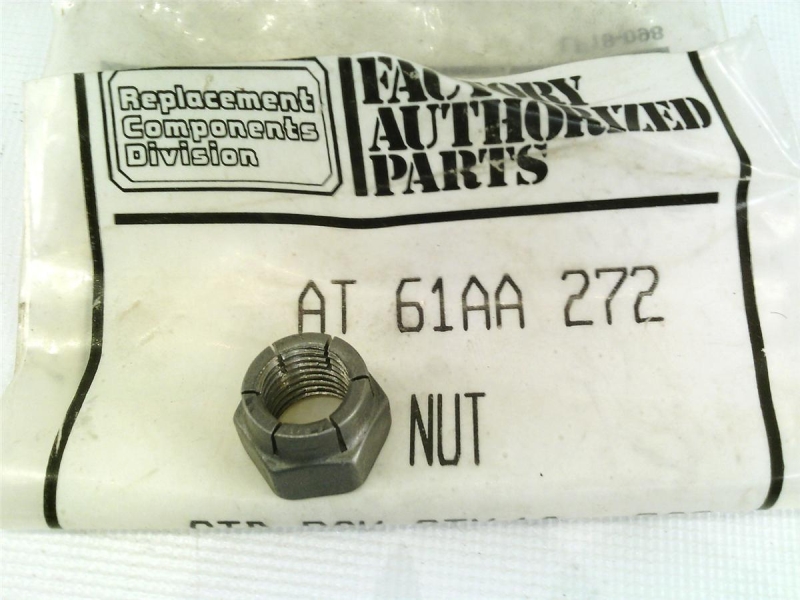 Replacement
Components
Division
FACTORY
AUTHORIZED
PARTS
AT 61AA 272
NUT